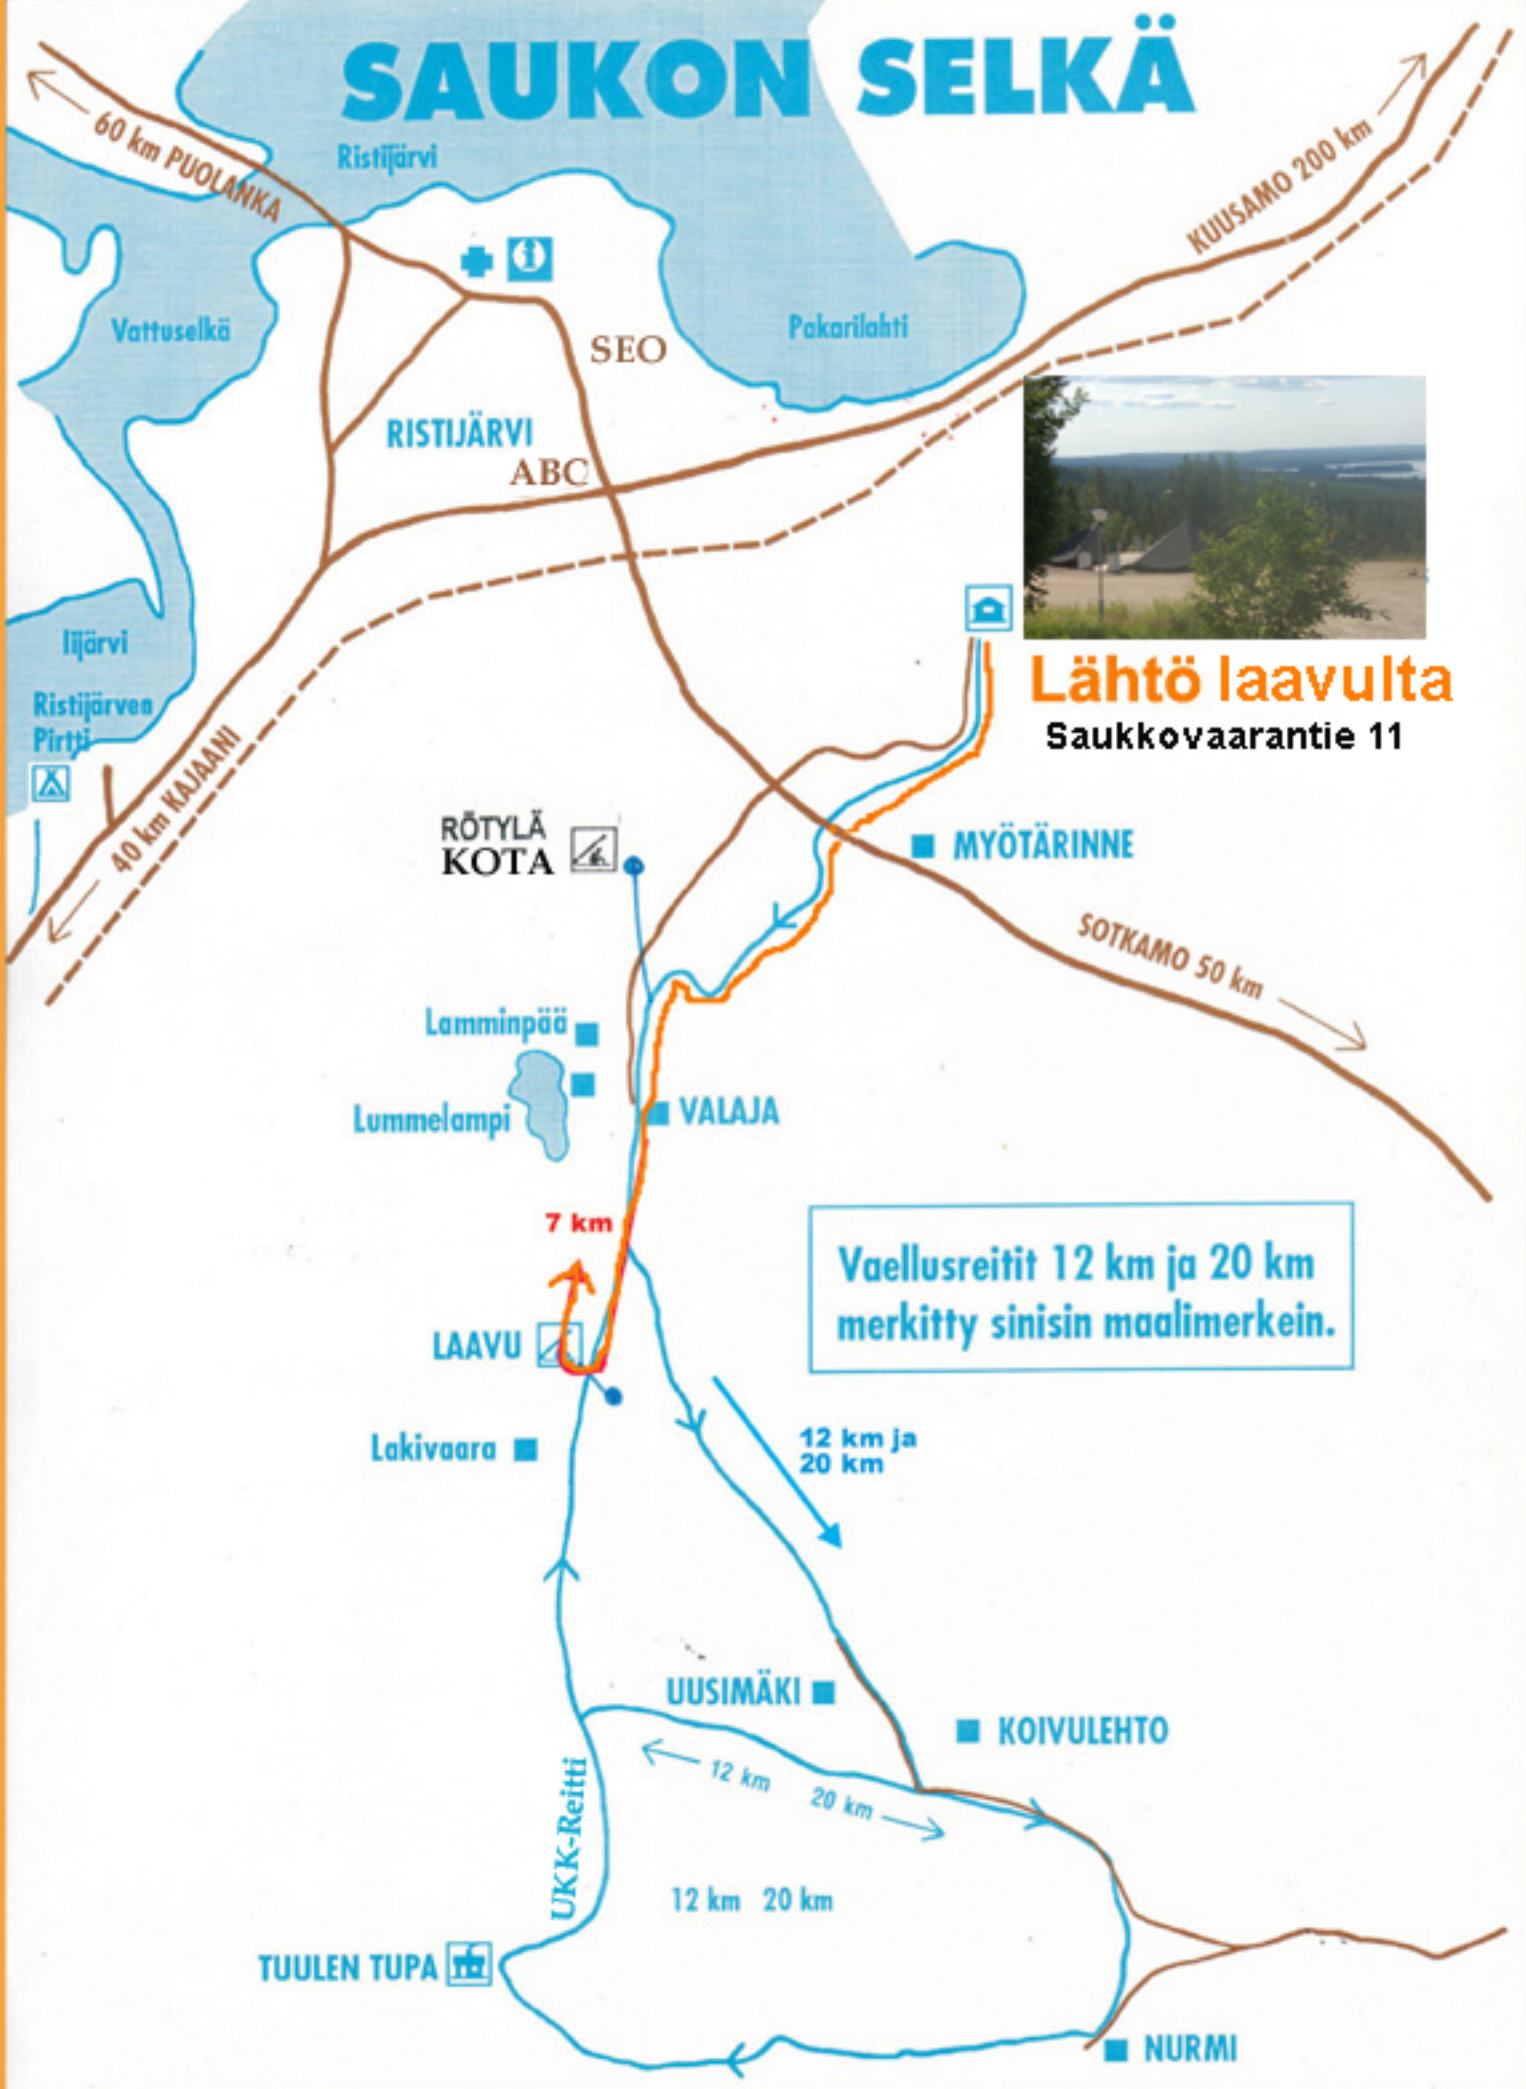 SAUKON SELKÄ
Ristijärvi
60 km PUOLANKA
KUUSAMO 200 km
Vattuselkä
SEO
Pakarilahti
RISTIJÄRVI
ABC
Iijärvi
Ristijärven
Pirtti
40 km KAJAANI
Lähtö laavulta
Saukkovaarantie 11
RÖTYLÄ
KOTA
MYÖTÄRINNE
SOTKAMO 50 km
Lamminpää
Lummelampi
VALAJA
7 km
Vaellusreitit 12 km ja 20 km
merkitty sinisin maalimerkein.
LAAVU
Lakivaara
12 km ja
20 km
UUSIMÄKI
KOIVULEHTO
12 km
20 km
UKK-Reitti
12 km 20 km
TUULEN TUPA
NURMI